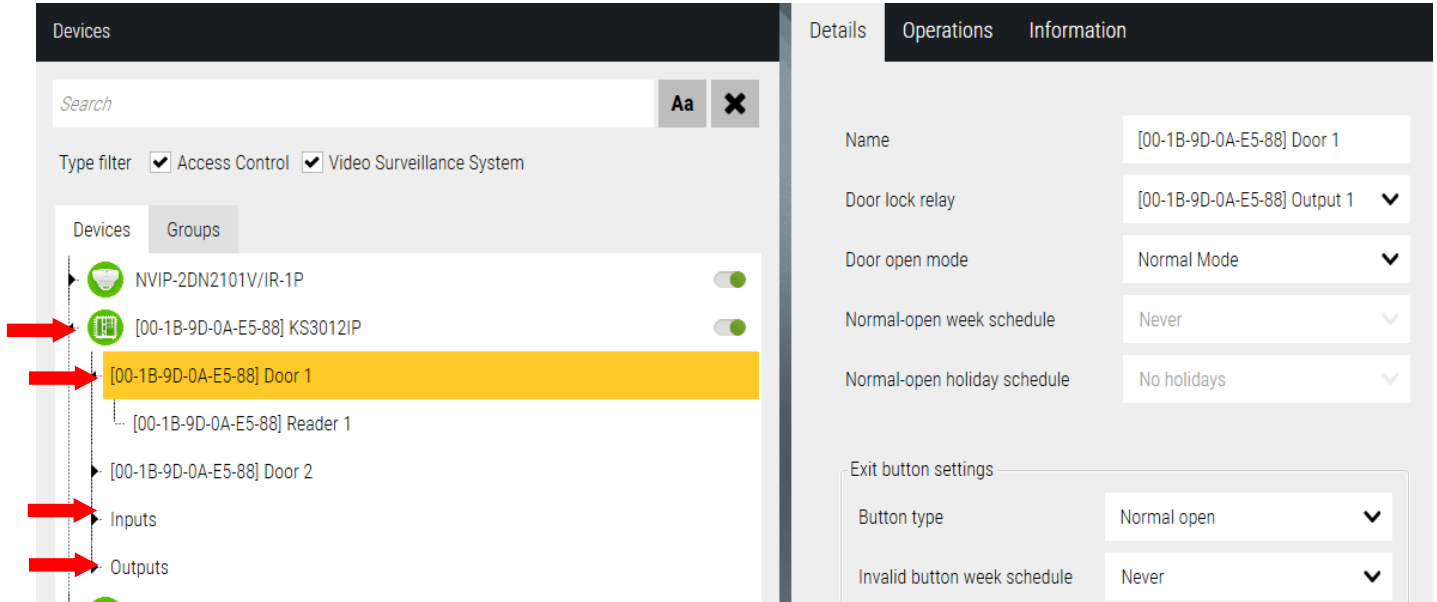 Devices
Search
Aa
Type filter Access Control Video Surveillance System
Devices Groups
NVIP-2DN2101V/IR-1P
[00-1B-9D-0A-E5-88] KS3012IP
[00-1B-9D-0A-E5-88] Door 1
[00-1B-9D-0A-E5-88] Reader 1
[00-1B-9D-0A-E5-88] Door 2
Inputs
Outputs
Details Operations Information
Name [00-1B-9D-0A-E5-88] Door 1
Door lock relay [00-1B-9D-0A-E5-88] Output 1
Door open mode Normal Mode
Normal-open week schedule Never
Normal-open holiday schedule No holidays
Exit button settings
Button type Normal open
Invalid button week schedule Never